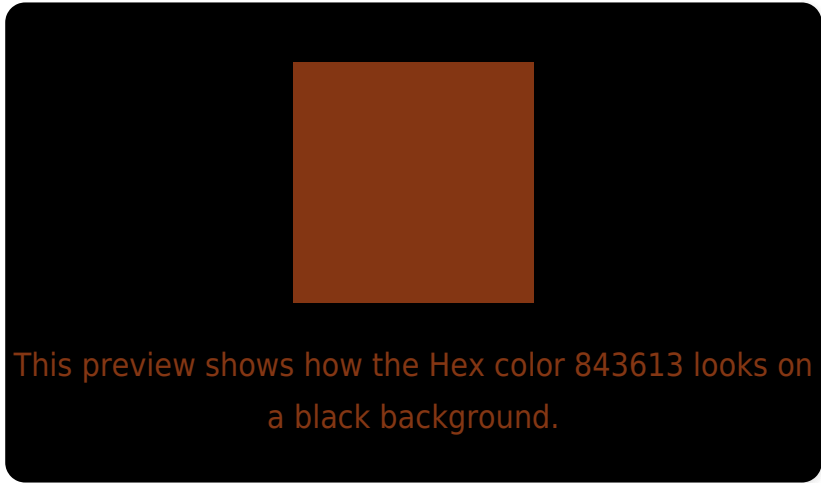 This preview shows how the Hex color 843613 looks on
a black background.